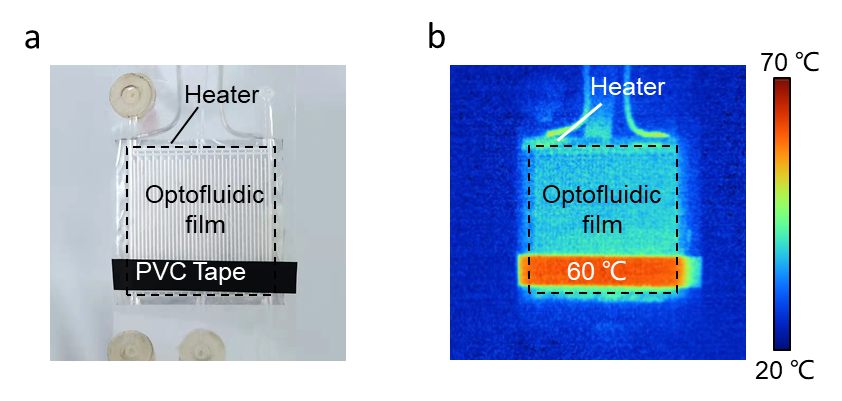 a
Heater
Optofluidic
film
PVC Tape
b
70 ℃
Heater
Optofluidic
film
60 ℃
20 ℃